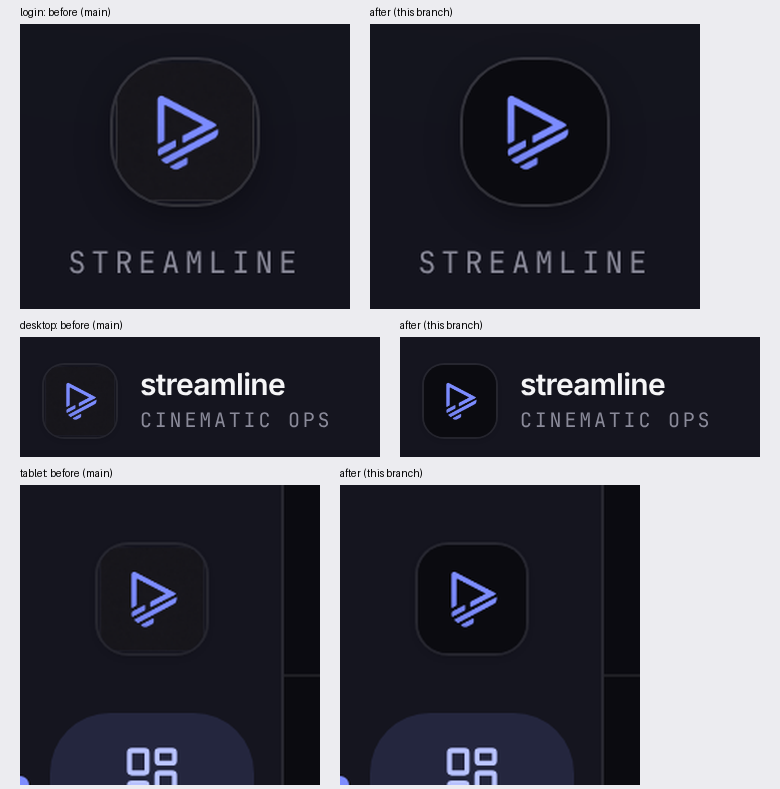 login: before (main)
after (this branch)
STREAMLINE
STREAMLINE
desktop: before (main)
after (this branch)
streamline
CINEMATIC OPS
streamline
CINEMATIC OPS
tablet: before (main)
after (this branch)